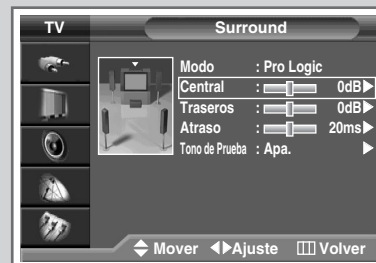 TV
Surround
Modo : Pro Logic
Central : 0dB
Traseros : 0dB
Atraso : 20ms
Tono de Prueba : Apa.
Mover Ajuste Volver